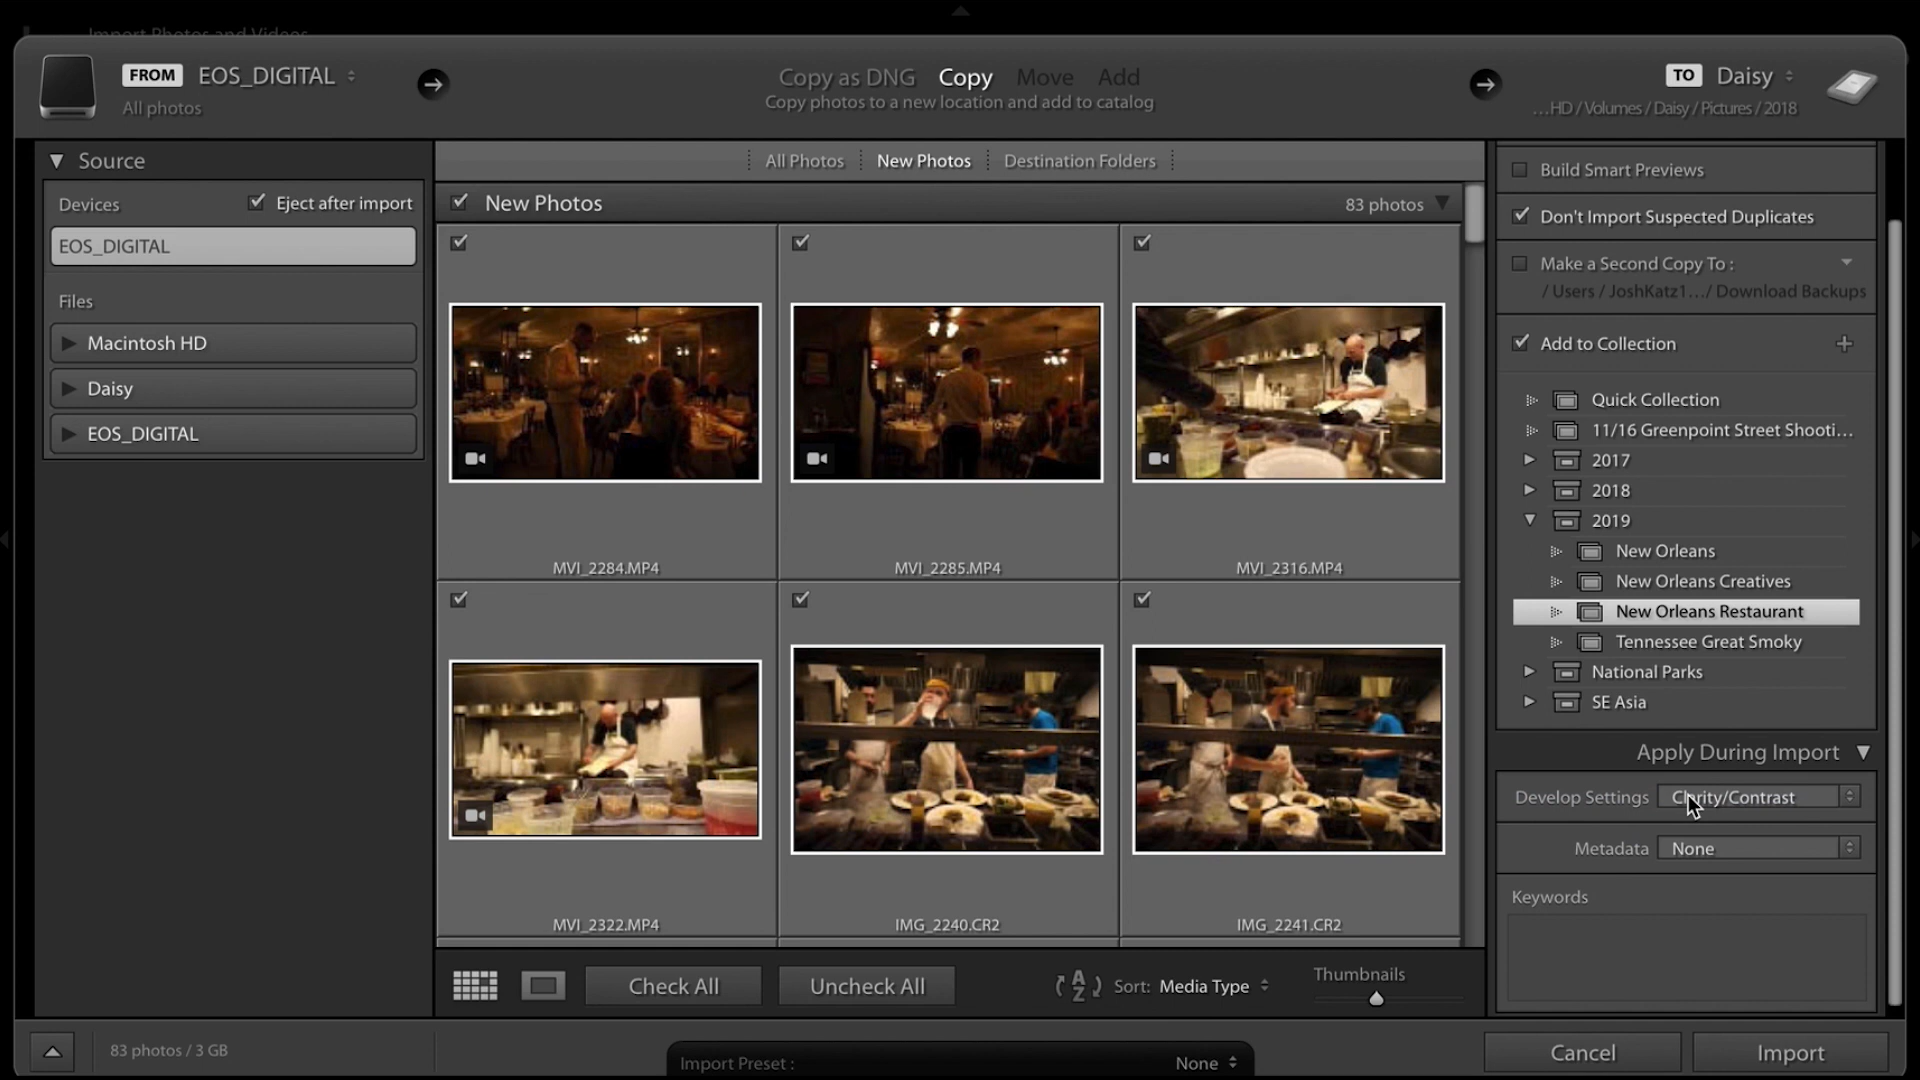 Import Photos and Videos
FROM EOS_DIGITAL
All photos
Copy as DNG Copy Move Add
Copy photos to a new location and add to catalog
TO Daisy
...HD / Volumes / Daisy / Pictures / 2018
Source
Devices Eject after import
EOS_DIGITAL
Files
Macintosh HD
Daisy
EOS_DIGITAL
All Photos New Photos Destination Folders
New Photos 83 photos
MVI_2284.MP4 MVI_2285.MP4 MVI_2316.MP4
MVI_2322.MP4 IMG_2240.CR2 IMG_2241.CR2
Check All Uncheck All Sort: Media Type Thumbnails
Build Smart Previews
Don't Import Suspected Duplicates
Make a Second Copy To :
/ Users / JoshKatz1.../ Download Backups
Add to Collection
Quick Collection
11/16 Greenpoint Street Shooti...
2017
2018
2019
New Orleans
New Orleans Creatives
New Orleans Restaurant
Tennessee Great Smoky
National Parks
SE Asia
Apply During Import
Develop Settings Clarity/Contrast
Metadata None
Keywords
83 photos / 3 GB
Import Preset : None
Cancel Import